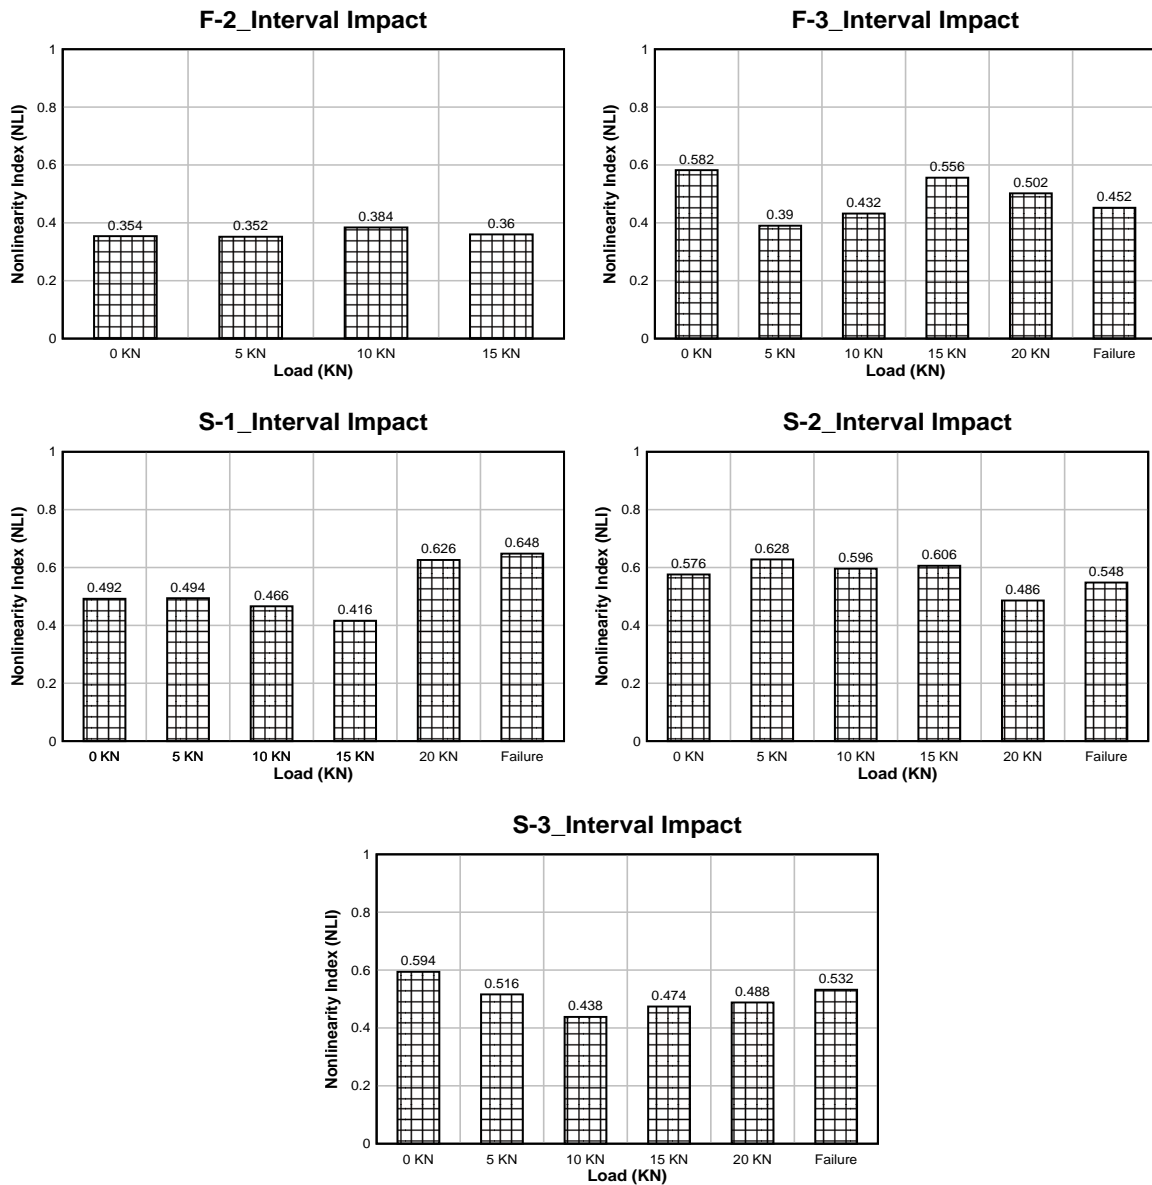 F-2_Interval Impact
Nonlinearity Index (NLI)
1
0.8
0.6
0.4
0.2
0
0.354
0.352
0.384
0.36
0 KN
5 KN
10 KN
15 KN
Load (KN)
F-3_Interval Impact
Nonlinearity Index (NLI)
1
0.8
0.6
0.4
0.2
0
0.582
0.39
0.432
0.556
0.502
0.452
0 KN
5 KN
10 KN
15 KN
20 KN
Failure
Load (KN)
S-1_Interval Impact
Nonlinearity Index (NLI)
1
0.8
0.6
0.4
0.2
0
0.492
0.494
0.466
0.416
0.626
0.648
0 KN
5 KN
10 KN
15 KN
20 KN
Failure
Load (KN)
S-2_Interval Impact
Nonlinearity Index (NLI)
1
0.8
0.6
0.4
0.2
0
0.576
0.628
0.596
0.606
0.486
0.548
0 KN
5 KN
10 KN
15 KN
20 KN
Failure
Load (KN)
S-3_Interval Impact
Nonlinearity Index (NLI)
1
0.8
0.6
0.4
0.2
0
0.594
0.516
0.438
0.474
0.488
0.532
0 KN
5 KN
10 KN
15 KN
20 KN
Failure
Load (KN)